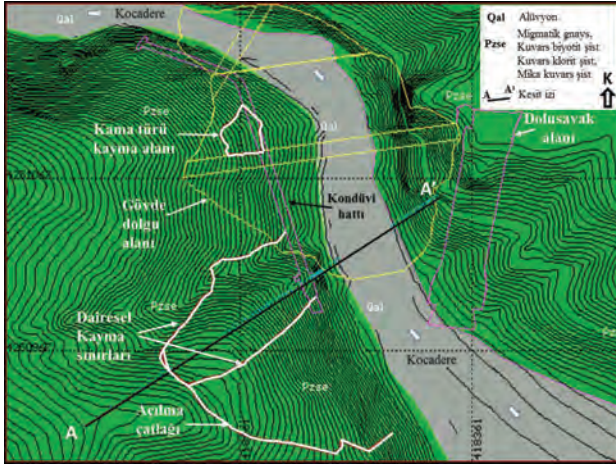 Kocadere
Qal
Qal Alüvyon
Pzse Migmatik gnays,
Kuvars biyotit şist
Kuvars klorit şist,
Mika kuvars şist
K
A A' Kesit izi
Pzse
Pzse
Qal
Dolusavak
alanı
Kama türü
kayma alanı
A'
Gövde
dolgu
alanı
Kondüvi
hattı
Pzse
Qal
Dairesel
Kayma
sınırları
Kocadere
Pzse
Açılma
çatlağı
A
418361